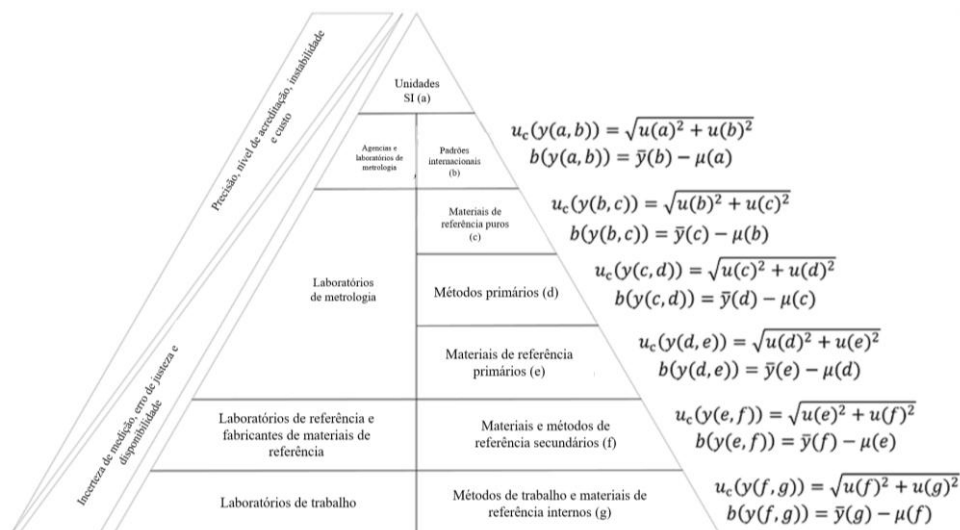 Precisão, nível de acreditação, instabilidade
e custo
Incerteza de medição, erro de justeza e
disponibilidade
Unidades
SI (a)
Agencias e
laboratórios de
metrologia
Padrões
internacionais
(b)
u_c(y(a,b)) = √(u(a)² + u(b)²)
b(y(a,b)) = ȳ(b) − μ(a)
Materiais de
referência puros
(c)
u_c(y(b,c)) = √(u(b)² + u(c)²)
b(y(b,c)) = ȳ(c) − μ(b)
Laboratórios
de metrologia
Métodos primários (d)
u_c(y(c,d)) = √(u(c)² + u(d)²)
b(y(c,d)) = ȳ(d) − μ(c)
Materiais de referência
primários (e)
u_c(y(d,e)) = √(u(d)² + u(e)²)
b(y(d,e)) = ȳ(e) − μ(d)
Laboratórios de referência e
fabricantes de materiais de
referência
Materiais e métodos de
referência secundários (f)
u_c(y(e,f)) = √(u(e)² + u(f)²)
b(y(e,f)) = ȳ(f) − μ(e)
Laboratórios de trabalho
Métodos de trabalho e materiais de
referência internos (g)
u_c(y(f,g)) = √(u(f)² + u(g)²)
b(y(f,g)) = ȳ(g) − μ(f)